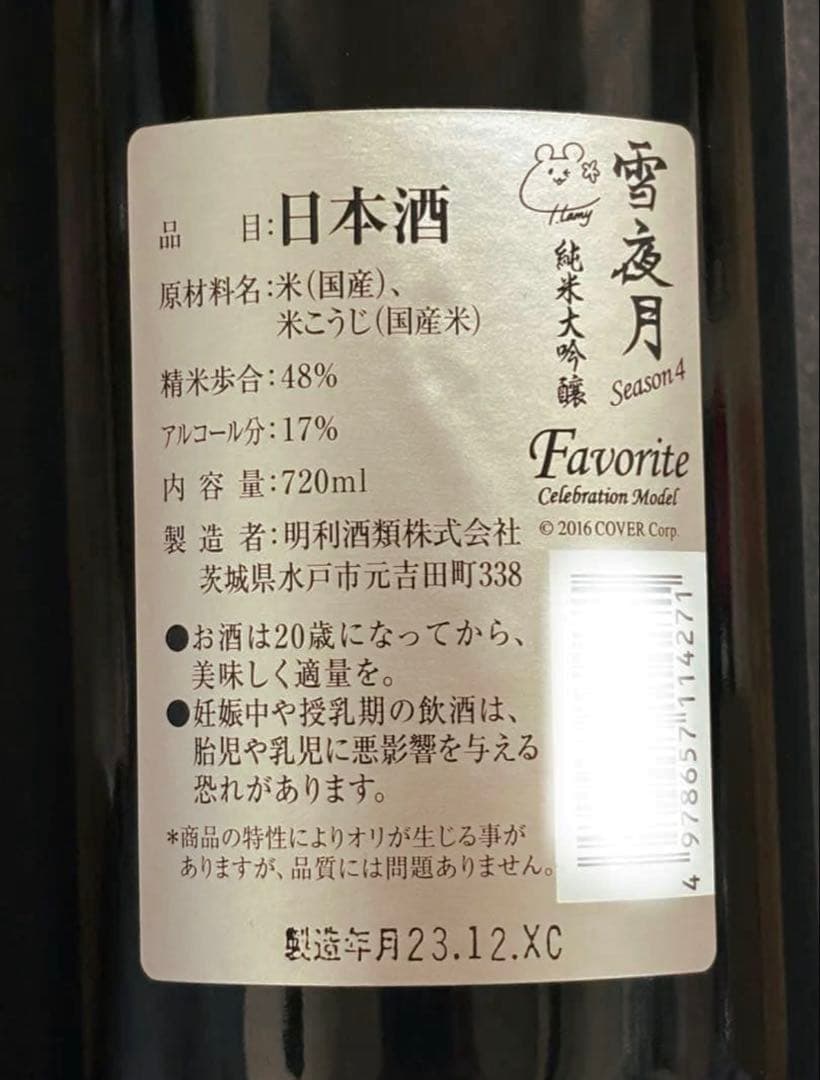 雪夜月
Season4
純米大吟醸
Lamy
Favorite
Celebration Model
© 2016 COVER Corp.
品目:日本酒
原材料名:米(国産)、
米こうじ(国産米)
精米歩合:48%
アルコール分:17%
内容量:720ml
製造者:明利酒類株式会社
茨城県水戸市元吉田町338
●お酒は20歳になってから、
美味しく適量を。
●妊娠中や授乳期の飲酒は、
胎児や乳児に悪影響を与える
恐れがあります。
*商品の特性によりオリが生じる事が
ありますが、品質には問題ありません。
製造年月23.12.XC
4 978657 114271